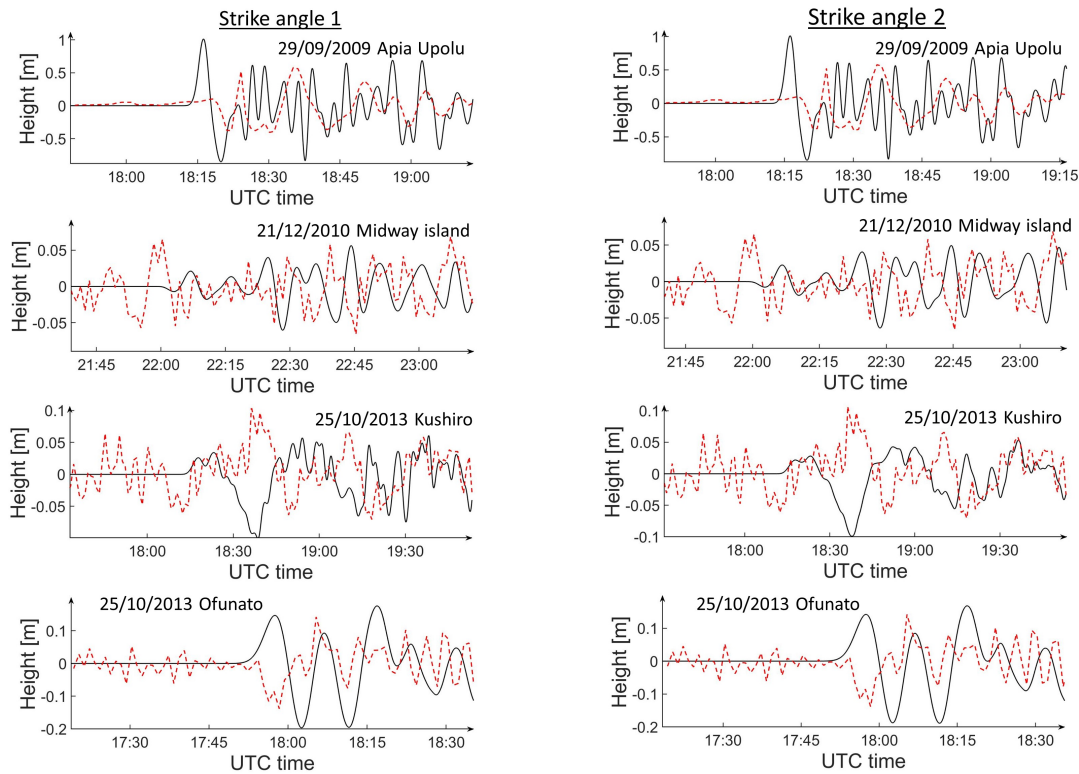 Strike angle 1
29/09/2009 Apia Upolu
Height [m]
1
0.5
0
-0.5
18:00 18:15 18:30 18:45 19:00
UTC time
21/12/2010 Midway island
Height [m]
0.05
0
-0.05
21:45 22:00 22:15 22:30 22:45 23:00
UTC time
25/10/2013 Kushiro
Height [m]
0.1
0.05
0
-0.05
18:00 18:30 19:00 19:30
UTC time
25/10/2013 Ofunato
Height [m]
0.1
0
-0.1
-0.2
17:30 17:45 18:00 18:15 18:30
UTC time
Strike angle 2
29/09/2009 Apia Upolu
Height [m]
1
0.5
0
-0.5
18:00 18:15 18:30 18:45 19:00 19:15
UTC time
21/12/2010 Midway island
Height [m]
0.05
0
-0.05
21:45 22:00 22:15 22:30 22:45 23:00
UTC time
25/10/2013 Kushiro
Height [m]
0.1
0.05
0
-0.05
-0.1
18:00 18:30 19:00 19:30
UTC time
25/10/2013 Ofunato
Height [m]
0.1
0
-0.1
-0.2
17:30 17:45 18:00 18:15 18:30
UTC time